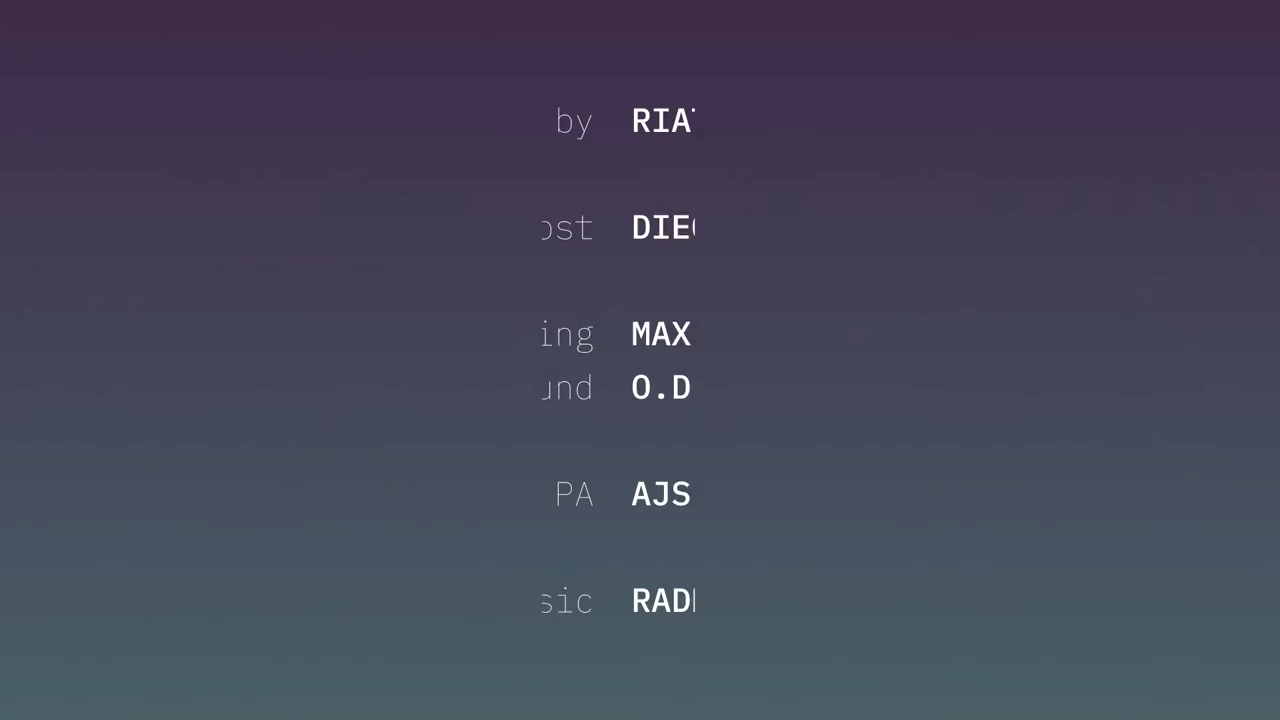 by RIA
ost DIE
ing MAX
und O.D
PA AJS
sic RAD